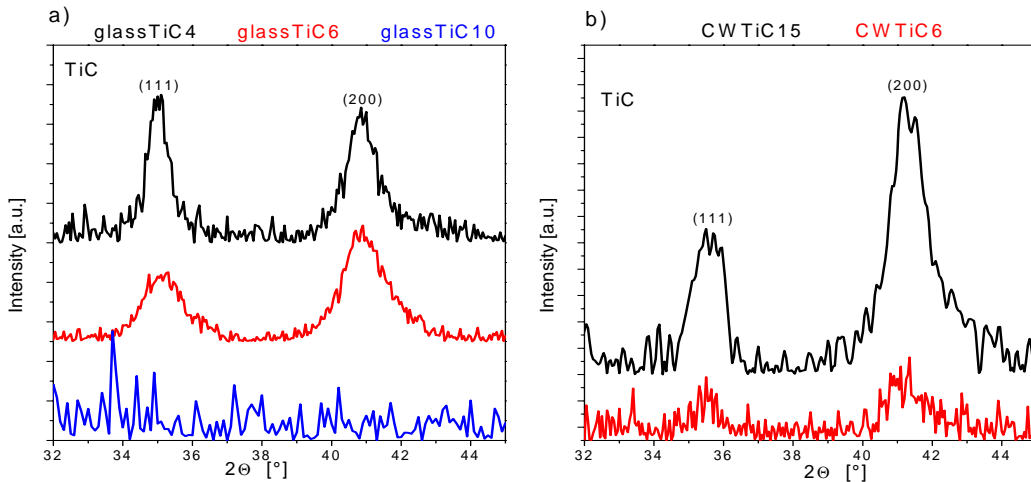 a)
glassTiC4 glassTiC6 glassTiC10
TiC
(111)
(200)
Intensity [a.u.]
32 34 36 38 40 42 44
2Θ [°]
b)
CWTiC15 CWTiC6
TiC
(111)
(200)
Intensity [a.u.]
32 34 36 38 40 42 44
2Θ [°]